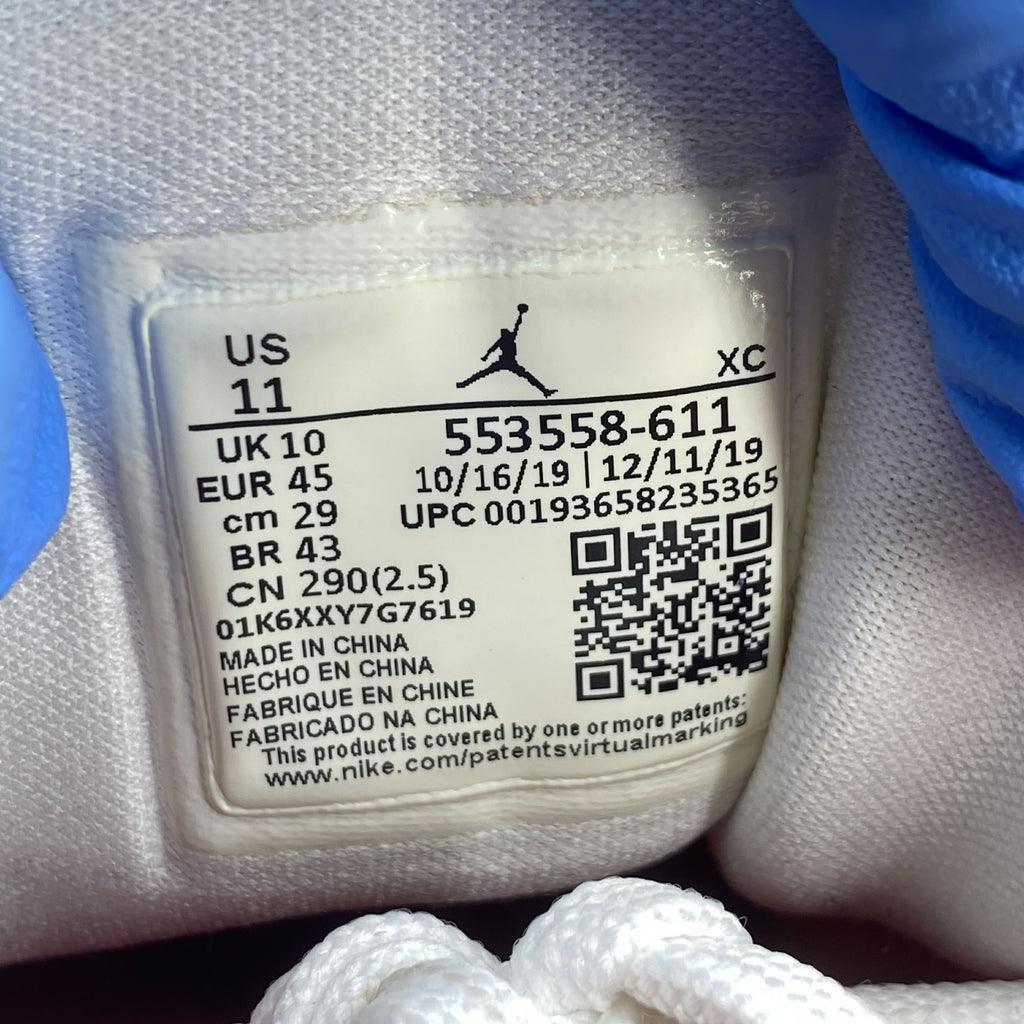 US
11
XC
UK 10
EUR 45
cm 29
BR 43
CN 290(2.5)
553558-611
10/16/19 | 12/11/19
UPC 00193658235365
01K6XXY7G7619
MADE IN CHINA
HECHO EN CHINA
FABRIQUE EN CHINE
FABRICADO NA CHINA
This product is covered by one or more patents:
www.nike.com/patentsvirtualmarking